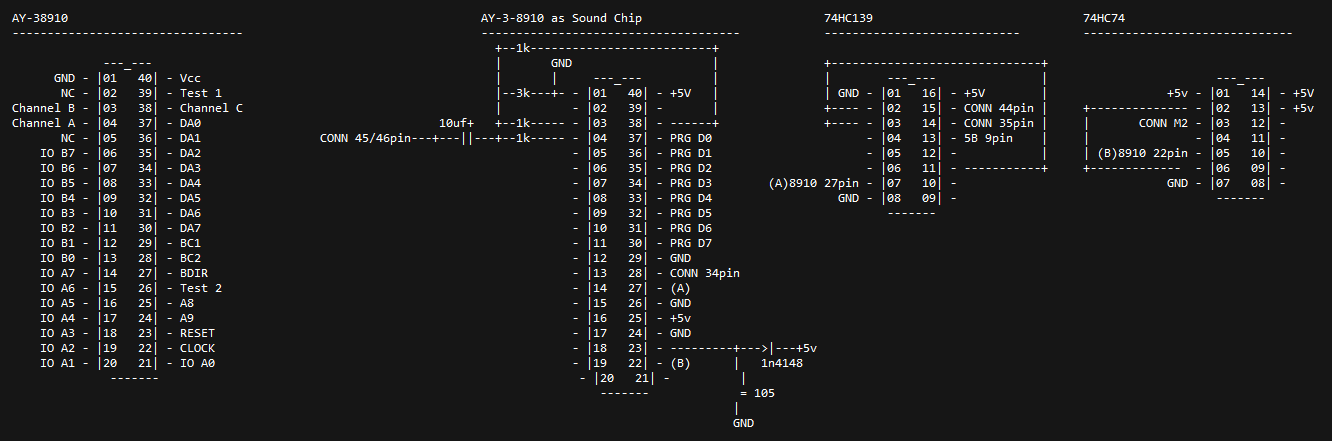 AY-38910                                                            AY-3-8910 as Sound Chip                           74HC139                              74HC74
---------------------------------                                   -------------------------------------             ----------------------------         ------------------------------
                                                                      +--1k--------------------------+
             ---_---                                                  |       GND                    |               +------------------------------+
      GND - |01   40| - Vcc                                           |       |     ---_---          |               |        ---_---               |                   ---_---
       NC - |02   39| - Test 1                                        +--3k---+- - |01   40| - +5V   |               | GND - |01   16| - +5V        |            +5v - |01   14| - +5V
Channel B - |03   38| - Channel C                                     |          - |02   39| -       |               +---- - |02   15| - CONN 44pin |+-------------- - |02   13| - +5v
Channel A - |04   37| - DA0                                  10uf+    +--1k----- - |03   38| - ------+               +---- - |03   14| - CONN 35pin ||       CONN M2 - |03   12| -
       NC - |05   36| - DA1                 CONN 45/46pin---+---||---+--1k----- - |04   37| - PRG D0                       - |04   13| - 5B 9pin    ||               - |04   11| -
    IO B7 - |06   35| - DA2                                                      - |05   36| - PRG D1                       - |05   12| -            || (B)8910 22pin - |05   10| -
    IO B6 - |07   34| - DA3                                                      - |06   35| - PRG D2                       - |06   11| - -----------++-------------  - |06   09| -
    IO B5 - |08   33| - DA4                                                      - |07   34| - PRG D3         (A)8910 27pin - |07   10| -                         GND - |07   08| -
    IO B4 - |09   32| - DA5                                                      - |08   33| - PRG D4                   GND - |08   09| -                                -------
    IO B3 - |10   31| - DA6                                                      - |09   32| - PRG D5                          -------
    IO B2 - |11   30| - DA7                                                      - |10   31| - PRG D6
    IO B1 - |12   29| - BC1                                                      - |11   30| - PRG D7
    IO B0 - |13   28| - BC2                                                      - |12   29| - GND
    IO A7 - |14   27| - BDIR                                                     - |13   28| - CONN 34pin
    IO A6 - |15   26| - Test 2                                                   - |14   27| - (A)
    IO A5 - |16   25| - A8                                                       - |15   26| - GND
    IO A4 - |17   24| - A9                                                       - |16   25| - +5v
    IO A3 - |18   23| - RESET                                                    - |17   24| - GND
    IO A2 - |19   22| - CLOCK                                                    - |18   23| - ---------+--->|---+5v
    IO A1 - |20   21| - IO A0                                                    - |19   22| - (B)      |   1n4148
              -------                                                             - |20   21| -          |
                                                                                     -------             = 105
                                                                                                        |
                                                                                                        GND